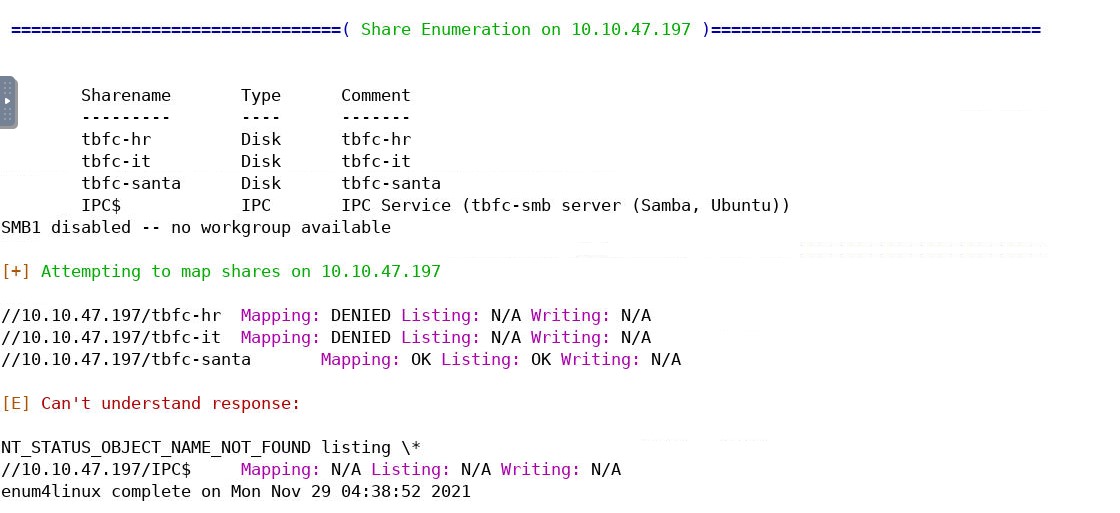 =================================( Share Enumeration on 10.10.47.197 )=================================
Sharename       Type      Comment
---------       ----      -------
tbfc-hr         Disk      tbfc-hr
tbfc-it         Disk      tbfc-it
tbfc-santa      Disk      tbfc-santa
IPC$            IPC       IPC Service (tbfc-smb server (Samba, Ubuntu))
SMB1 disabled -- no workgroup available
[+] Attempting to map shares on 10.10.47.197
//10.10.47.197/tbfc-hr  Mapping: DENIED Listing: N/A Writing: N/A
//10.10.47.197/tbfc-it  Mapping: DENIED Listing: N/A Writing: N/A
//10.10.47.197/tbfc-santa       Mapping: OK Listing: OK Writing: N/A
[E] Can't understand response:
NT_STATUS_OBJECT_NAME_NOT_FOUND listing \*
//10.10.47.197/IPC$     Mapping: N/A Listing: N/A Writing: N/A
enum4linux complete on Mon Nov 29 04:38:52 2021